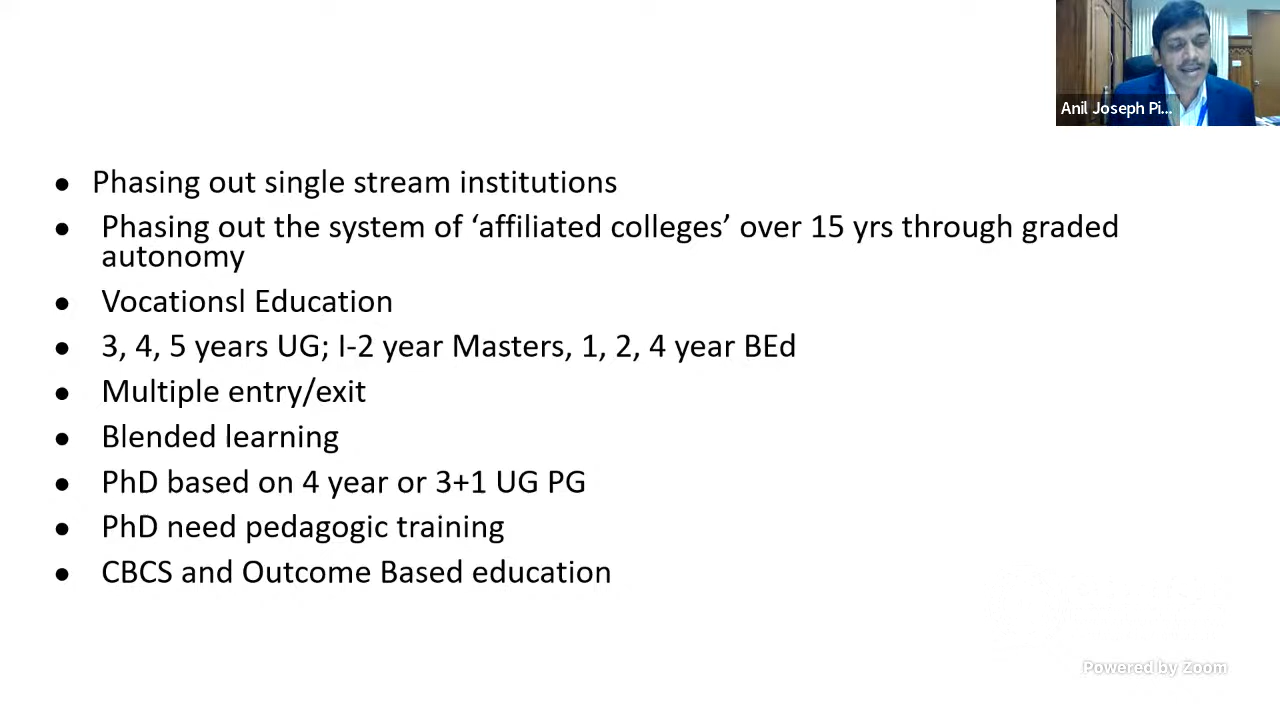 Anil Joseph Pi...
● Phasing out single stream institutions
● Phasing out the system of ‘affiliated colleges’ over 15 yrs through graded
autonomy
● Vocationsl Education
● 3, 4, 5 years UG; I-2 year Masters, 1, 2, 4 year BEd
● Multiple entry/exit
● Blended learning
● PhD based on 4 year or 3+1 UG PG
● PhD need pedagogic training
● CBCS and Outcome Based education
Powered by Zoom